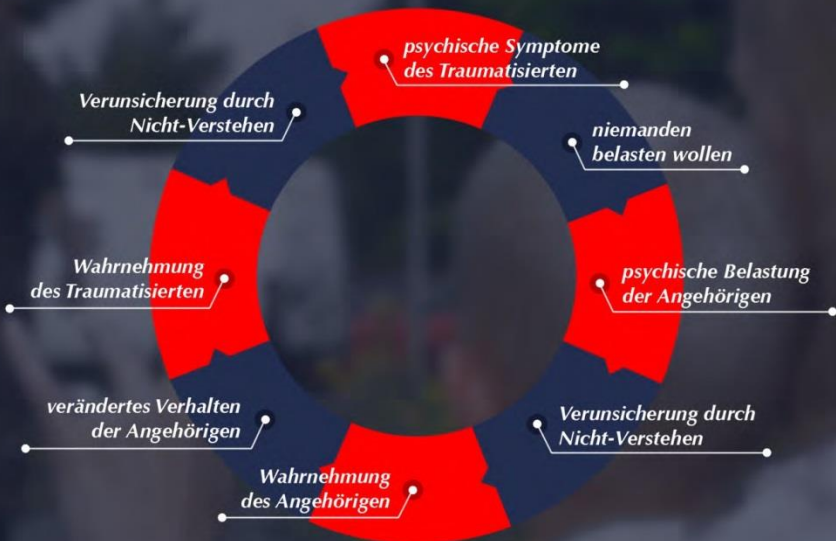 psychische Symptome
des Traumatisierten
niemanden
belasten wollen
psychische Belastung
der Angehörigen
Verunsicherung durch
Nicht-Verstehen
Wahrnehmung
des Angehörigen
verändertes Verhalten
der Angehörigen
Wahrnehmung
des Traumatisierten
Verunsicherung durch
Nicht-Verstehen